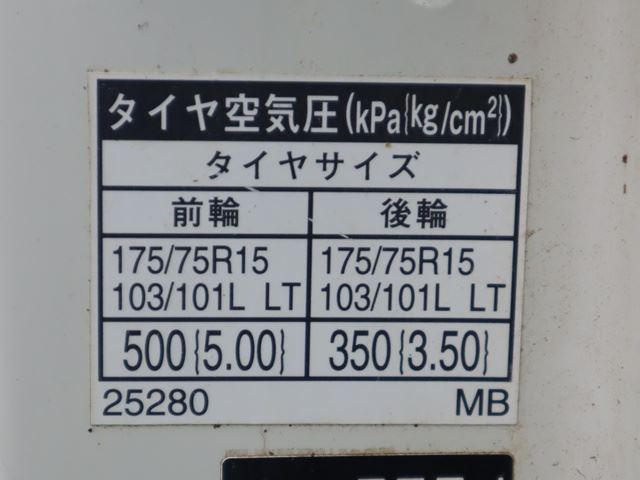 タイヤ空気圧(kPa{kg/cm²})
タイヤサイズ
前輪 後輪
175/75R15 175/75R15
103/101L LT 103/101L LT
500{5.00} 350{3.50}
25280 MB